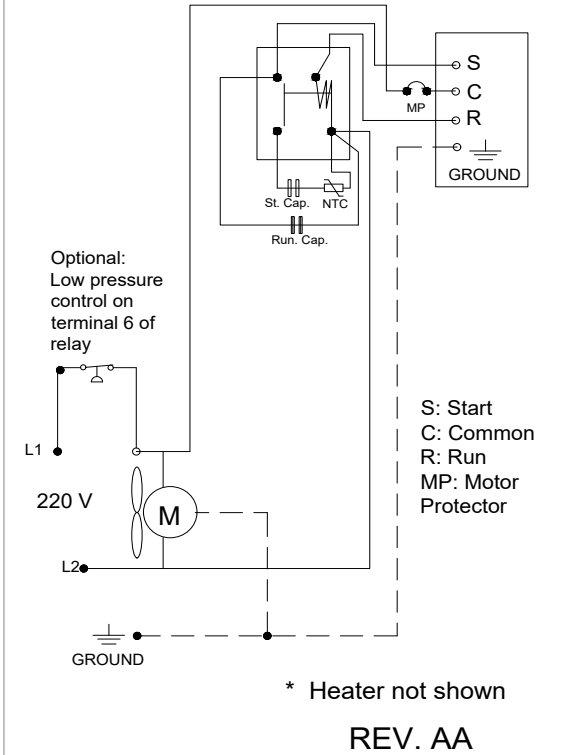 S
C
R
MP
GROUND
St. Cap.
NTC
Run. Cap.
Optional:
Low pressure
control on
terminal 6 of
relay
L1
220 V
M
L2
S: Start
C: Common
R: Run
MP: Motor
Protector
GROUND
* Heater not shown
REV. AA